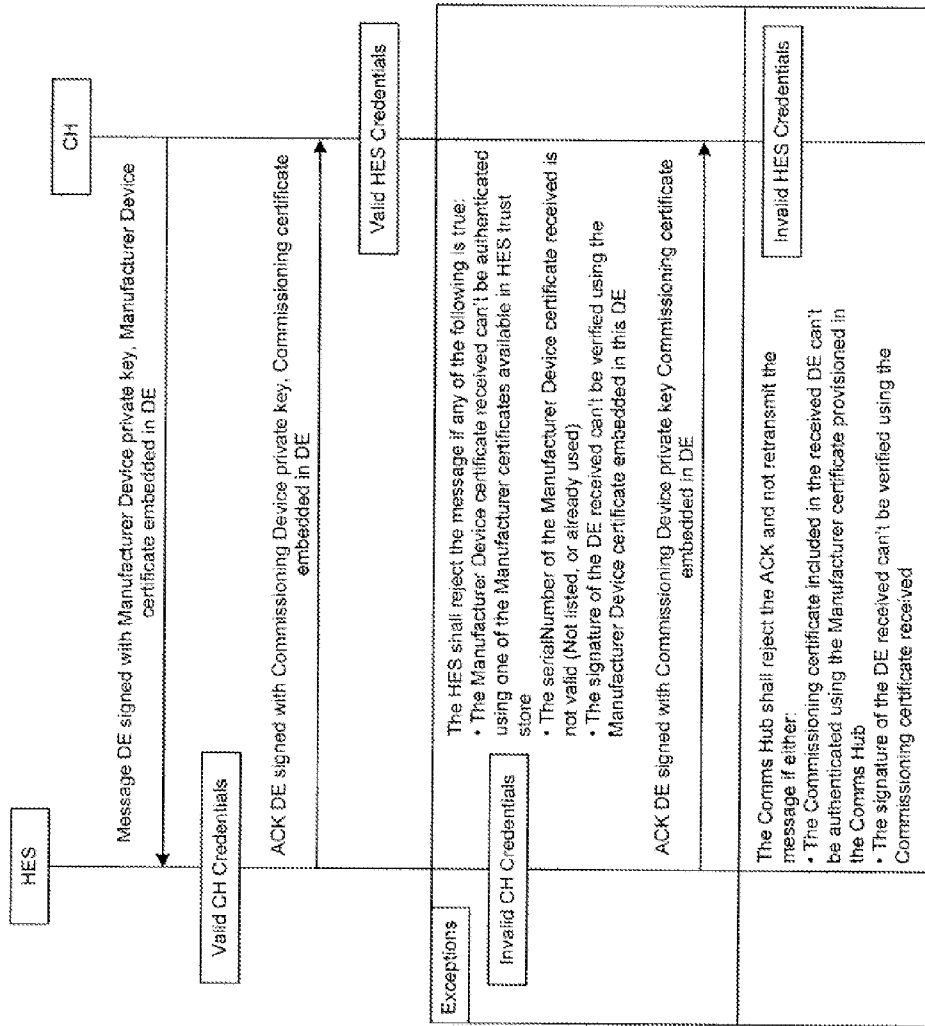 HES
CH
Message DE signed with Manufacturer Device private key, Manufacturer Device
certificate embedded in DE
Valid CH Credentials
ACK DE signed with Commissioning Device private key, Commissioning certificate
embedded in DE
Valid HES Credentials
Exceptions
Invalid CH Credentials
The HES shall reject the message if any of the following is true:
• The Manufacturer Device certificate received can't be authenticated
using one of the Manufacturer certificates available in HES trust
store
• The serialNumber of the Manufacturer Device certificate received is
not valid (Not listed, or already used)
• The signature of the DE received can't be verified using the
Manufacturer Device certificate embedded in this DE
ACK DE signed with Commissioning Device private key Commissioning certificate
embedded in DE
Invalid HES Credentials
The Comms Hub shall reject the ACK and not retransmit the
message if either:
• The Commissioning certificate included in the received DE can't
be authenticated using the Manufacturer certificate provisioned in
the Comms Hub
• The signature of the DE received can't be verified using the
Commissioning certificate received